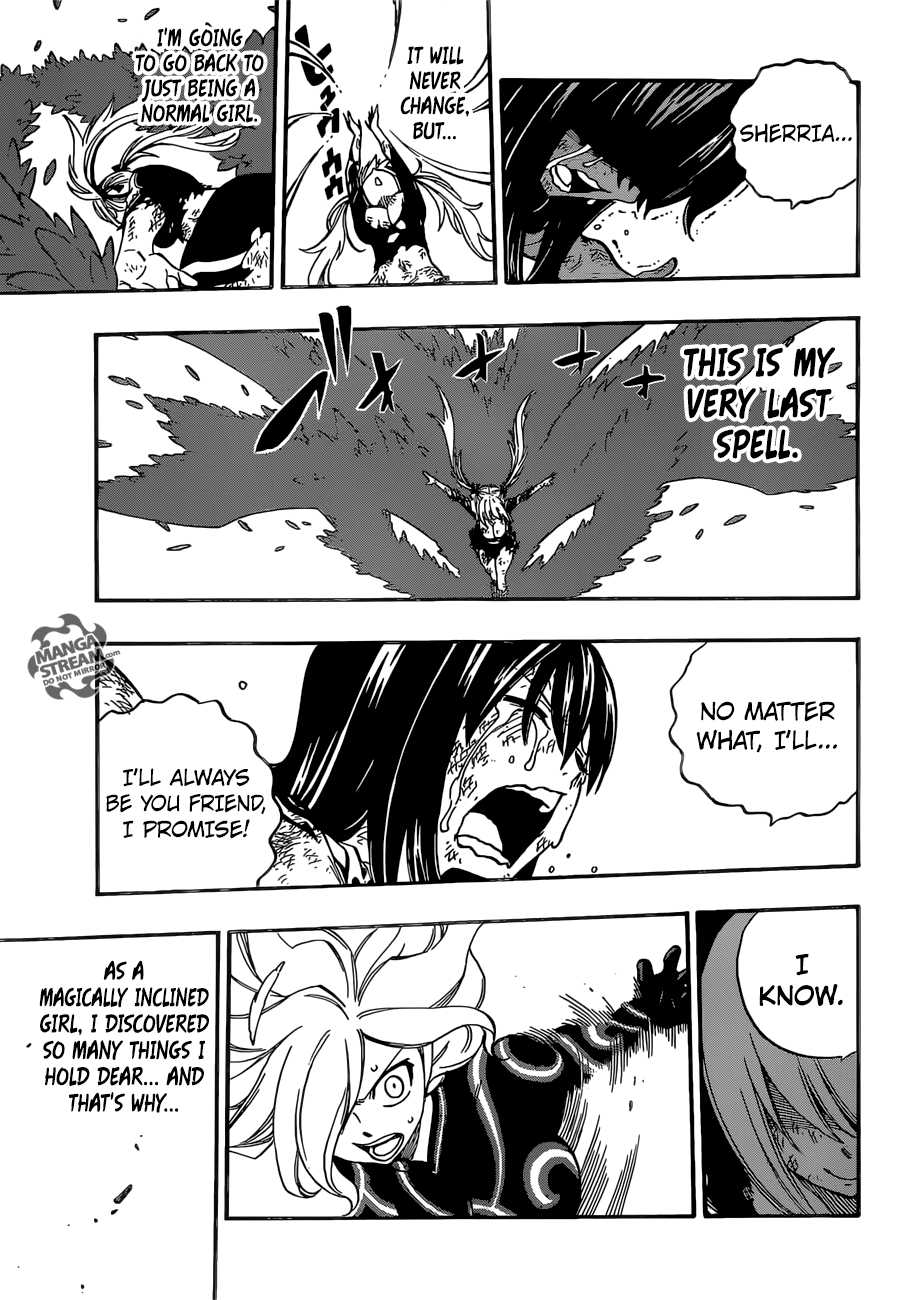 SHERRIA...
IT WILL
NEVER
CHANGE,
BUT...
I'M GOING
TO GO BACK TO
JUST BEING A
NORMAL GIRL.
THIS IS MY
VERY LAST
SPELL.
NO MATTER
WHAT, I'LL...
I'LL ALWAYS
BE YOU FRIEND,
I PROMISE!
MANGA
STREAM.com
DO NOT MIRROR
I
KNOW.
AS A
MAGICALLY INCLINED
GIRL, I DISCOVERED
SO MANY THINGS I
HOLD DEAR... AND
THAT'S WHY...